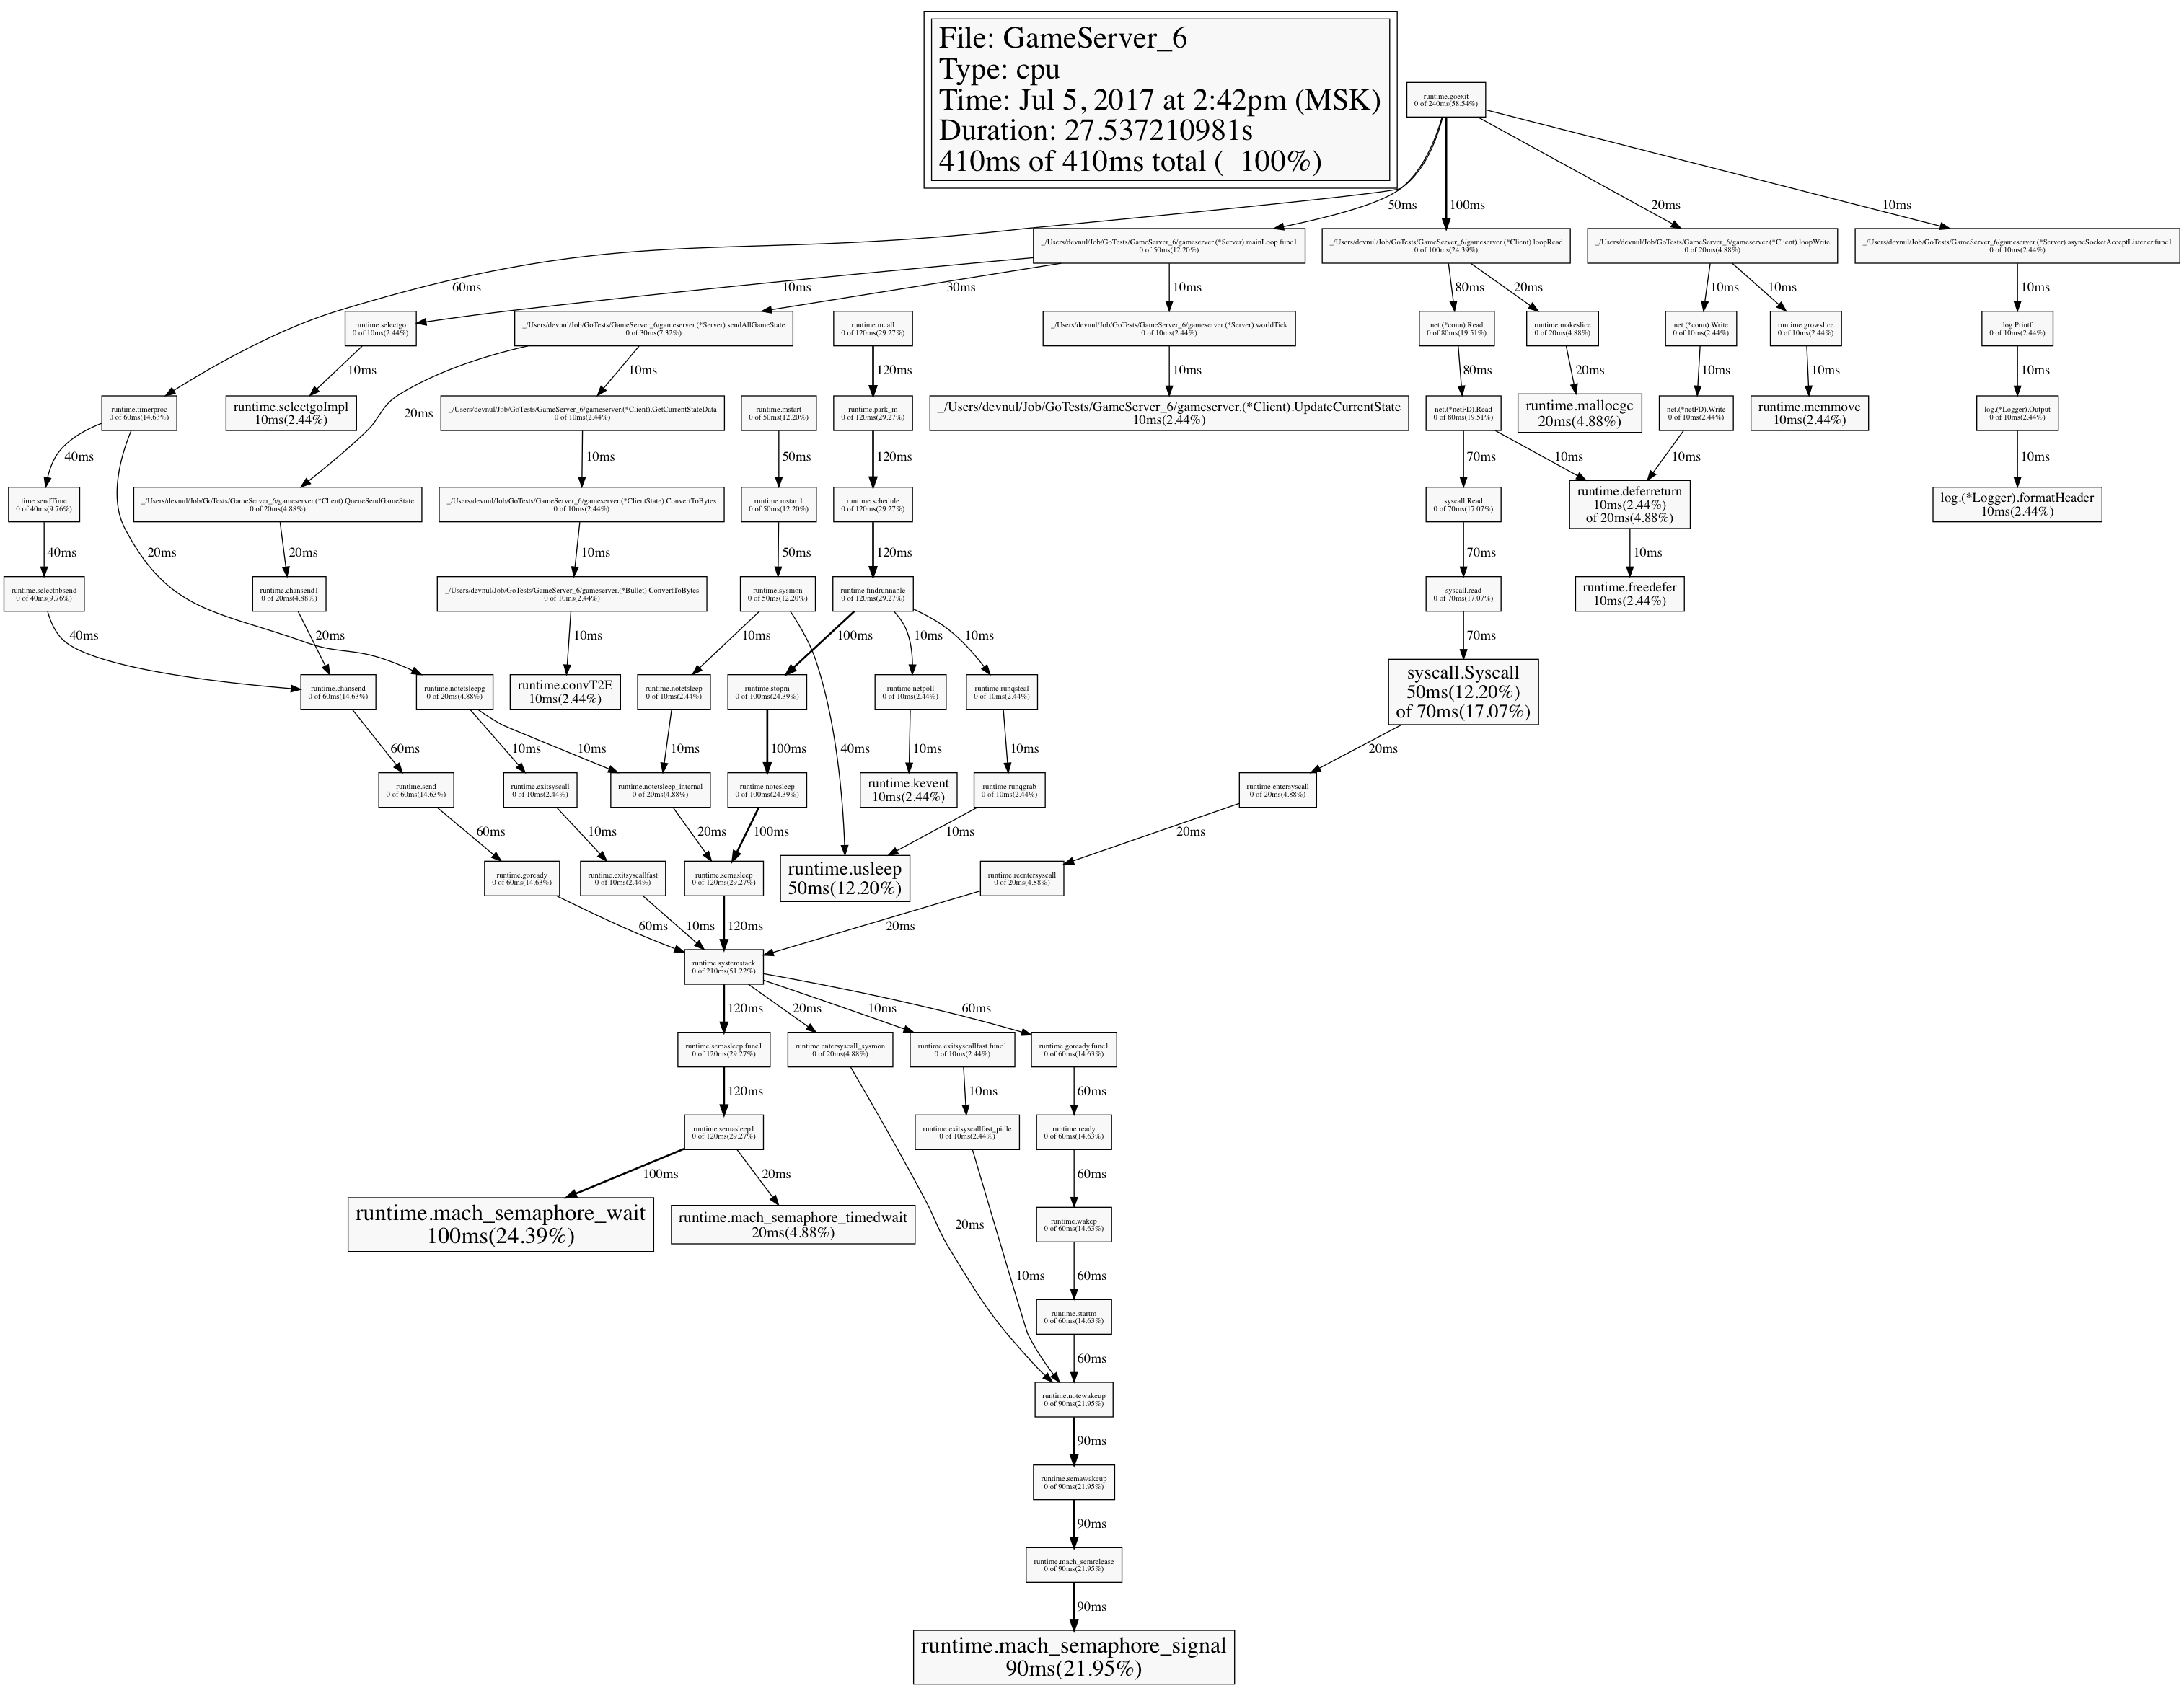 File: GameServer_6
Type: cpu
Time: Jul 5, 2017 at 2:42pm (MSK)
Duration: 27.537210981s
410ms of 410ms total ( 100%)
runtime.goexit
0 of 240ms(58.54%)
50ms
100ms
20ms
10ms
_/Users/devnul/Job/GoTests/GameServer_6/gameserver.(*Server).mainLoop.func1
0 of 50ms(12.20%)
_/Users/devnul/Job/GoTests/GameServer_6/gameserver.(*Client).loopRead
0 of 100ms(24.39%)
_/Users/devnul/Job/GoTests/GameServer_6/gameserver.(*Client).loopWrite
0 of 20ms(4.88%)
_/Users/devnul/Job/GoTests/GameServer_6/gameserver.(*Server).asyncSocketAcceptListener.func1
0 of 10ms(2.44%)
60ms
10ms
30ms
10ms
80ms
20ms
10ms
10ms
10ms
runtime.selectgo
0 of 10ms(2.44%)
_/Users/devnul/Job/GoTests/GameServer_6/gameserver.(*Server).sendAllGameState
0 of 30ms(7.32%)
runtime.mcall
0 of 120ms(29.27%)
_/Users/devnul/Job/GoTests/GameServer_6/gameserver.(*Server).worldTick
0 of 10ms(2.44%)
net.(*conn).Read
0 of 80ms(19.51%)
runtime.makeslice
0 of 20ms(4.88%)
net.(*conn).Write
0 of 10ms(2.44%)
runtime.growslice
0 of 10ms(2.44%)
log.Printf
0 of 10ms(2.44%)
10ms
10ms
120ms
10ms
80ms
20ms
10ms
10ms
10ms
runtime.timerproc
0 of 60ms(14.63%)
runtime.selectgoImpl
10ms(2.44%)
20ms
_/Users/devnul/Job/GoTests/GameServer_6/gameserver.(*Client).GetCurrentStateData
0 of 10ms(2.44%)
runtime.mstart
0 of 50ms(12.20%)
runtime.park_m
0 of 120ms(29.27%)
_/Users/devnul/Job/GoTests/GameServer_6/gameserver.(*Client).UpdateCurrentState
10ms(2.44%)
net.(*netFD).Read
0 of 80ms(19.51%)
runtime.mallocgc
20ms(4.88%)
net.(*netFD).Write
0 of 10ms(2.44%)
runtime.memmove
10ms(2.44%)
log.(*Logger).Output
0 of 10ms(2.44%)
40ms
10ms
50ms
120ms
70ms
10ms
10ms
10ms
time.sendTime
0 of 40ms(9.76%)
_/Users/devnul/Job/GoTests/GameServer_6/gameserver.(*Client).QueueSendGameState
0 of 20ms(4.88%)
_/Users/devnul/Job/GoTests/GameServer_6/gameserver.(*ClientState).ConvertToBytes
0 of 10ms(2.44%)
runtime.mstart1
0 of 50ms(12.20%)
runtime.schedule
0 of 120ms(29.27%)
syscall.Read
0 of 70ms(17.07%)
runtime.deferreturn
10ms(2.44%)
of 20ms(4.88%)
log.(*Logger).formatHeader
10ms(2.44%)
40ms
20ms
20ms
10ms
50ms
120ms
70ms
10ms
runtime.selectnbsend
0 of 40ms(9.76%)
runtime.chansend1
0 of 20ms(4.88%)
_/Users/devnul/Job/GoTests/GameServer_6/gameserver.(*Bullet).ConvertToBytes
0 of 10ms(2.44%)
runtime.sysmon
0 of 50ms(12.20%)
runtime.findrunnable
0 of 120ms(29.27%)
syscall.read
0 of 70ms(17.07%)
runtime.freedefer
10ms(2.44%)
40ms
20ms
10ms
10ms
100ms
10ms
10ms
70ms
runtime.chansend
0 of 60ms(14.63%)
runtime.notetsleepg
0 of 20ms(4.88%)
runtime.convT2E
10ms(2.44%)
runtime.notetsleep
0 of 10ms(2.44%)
runtime.stopm
0 of 100ms(24.39%)
runtime.netpoll
0 of 10ms(2.44%)
runtime.runqsteal
0 of 10ms(2.44%)
syscall.Syscall
50ms(12.20%)
of 70ms(17.07%)
60ms
10ms
10ms
10ms
100ms
40ms
10ms
10ms
20ms
runtime.send
0 of 60ms(14.63%)
runtime.exitsyscall
0 of 10ms(2.44%)
runtime.notetsleep_internal
0 of 20ms(4.88%)
runtime.notesleep
0 of 100ms(24.39%)
runtime.kevent
10ms(2.44%)
runtime.runqgrab
0 of 10ms(2.44%)
runtime.entersyscall
0 of 20ms(4.88%)
60ms
10ms
20ms
100ms
10ms
20ms
runtime.goready
0 of 60ms(14.63%)
runtime.exitsyscallfast
0 of 10ms(2.44%)
runtime.semasleep
0 of 120ms(29.27%)
runtime.usleep
50ms(12.20%)
runtime.reentersyscall
0 of 20ms(4.88%)
60ms
10ms
120ms
20ms
runtime.systemstack
0 of 210ms(51.22%)
120ms
20ms
10ms
60ms
runtime.semasleep.func1
0 of 120ms(29.27%)
runtime.entersyscall_sysmon
0 of 20ms(4.88%)
runtime.exitsyscallfast.func1
0 of 10ms(2.44%)
runtime.goready.func1
0 of 60ms(14.63%)
120ms
10ms
60ms
runtime.semasleep1
0 of 120ms(29.27%)
runtime.exitsyscallfast_pidle
0 of 10ms(2.44%)
runtime.ready
0 of 60ms(14.63%)
100ms
20ms
60ms
runtime.mach_semaphore_wait
100ms(24.39%)
runtime.mach_semaphore_timedwait
20ms(4.88%)
20ms
runtime.wakep
0 of 60ms(14.63%)
10ms
60ms
runtime.startm
0 of 60ms(14.63%)
60ms
runtime.notewakeup
0 of 90ms(21.95%)
90ms
runtime.semawakeup
0 of 90ms(21.95%)
90ms
runtime.mach_semrelease
0 of 90ms(21.95%)
90ms
runtime.mach_semaphore_signal
90ms(21.95%)